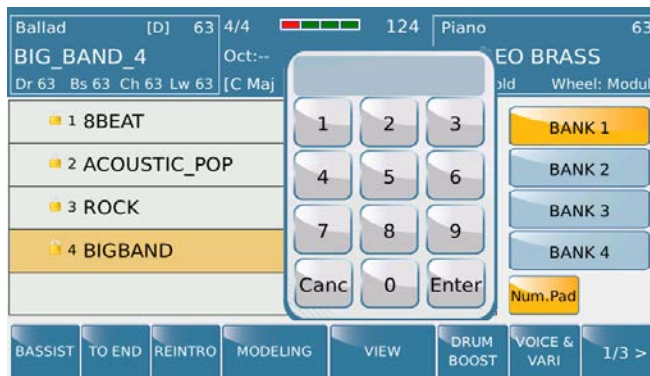 Ballad [D] 63 4/4 124 Piano 63
BIG_BAND_4 Oct:-- EO BRASS
Dr 63 Bs 63 Ch 63 Lw 63 [C Maj old Wheel: Modul
1 8BEAT
2 ACOUSTIC_POP
3 ROCK
4 BIGBAND
1 2 3
4 5 6
7 8 9
Canc 0 Enter
BANK 1
BANK 2
BANK 3
BANK 4
Num.Pad
BASSIST TO END REINTRO MODELING VIEW DRUM BOOST VOICE & VARI 1/3 >